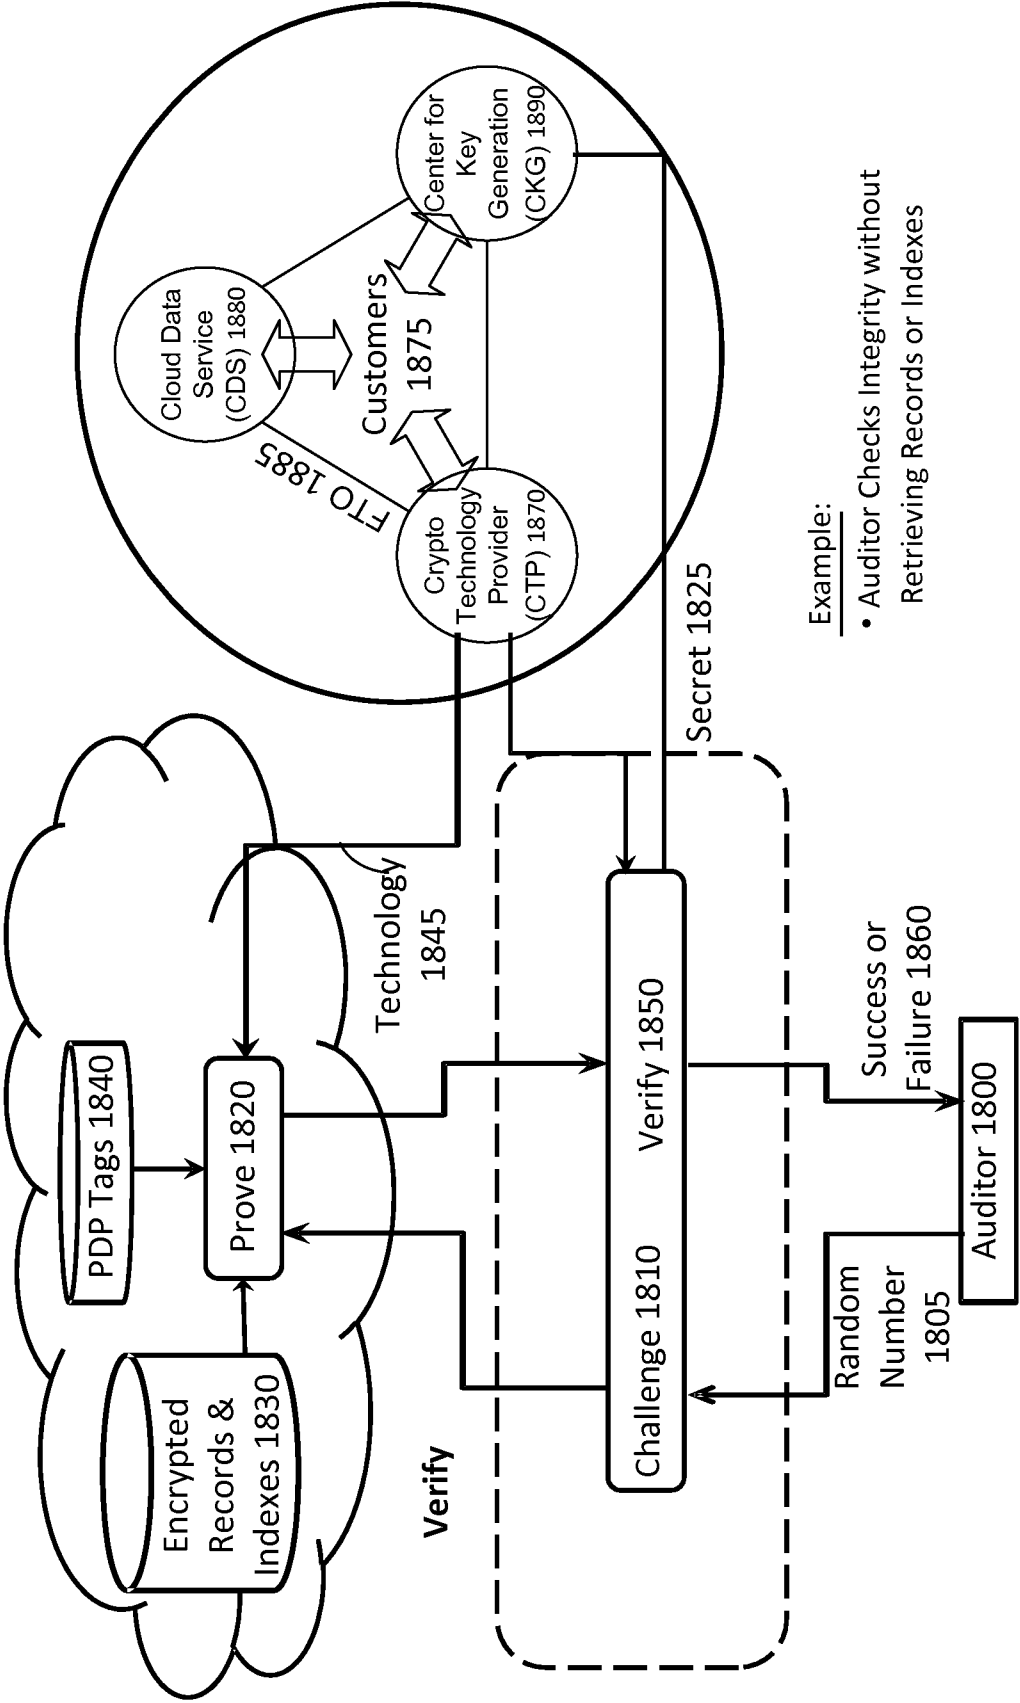 Encrypted
Records &
Indexes 1830
PDP Tags 1840
Prove 1820
Technology
1845
Verify
Challenge 1810
Verify 1850
Random
Number
1805
Success or
Failure 1860
Auditor 1800
Secret 1825
Cloud Data
Service
(CDS) 1880
FTO 1885
Customers
1875
Crypto
Technology
Provider
(CTP) 1870
Center for
Key
Generation
(CKG) 1890
Example:
• Auditor Checks Integrity without
Retrieving Records or Indexes